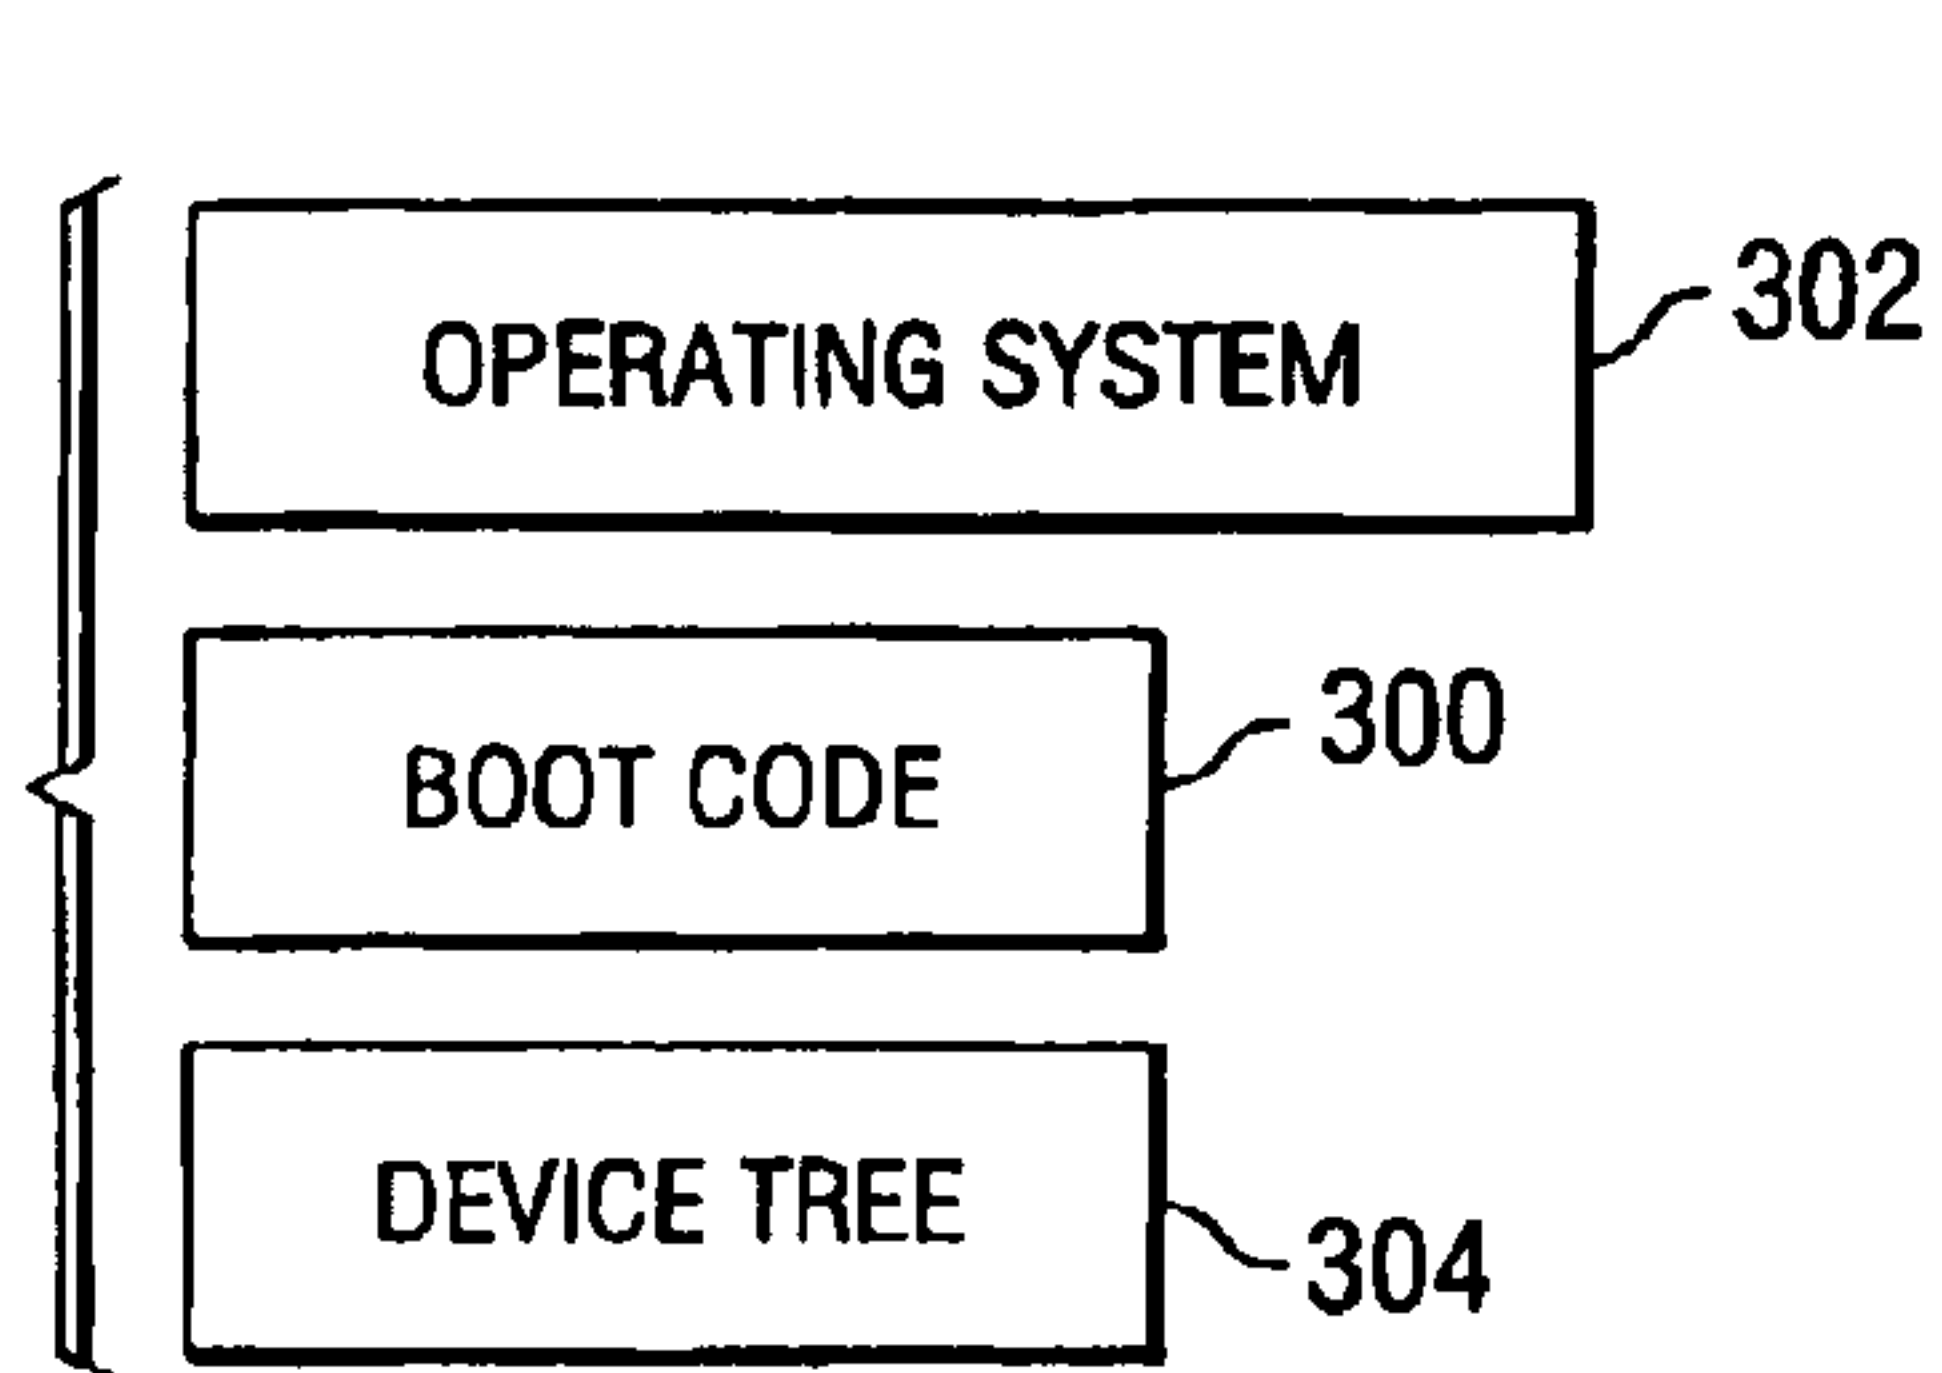 OPERATING SYSTEM
302
BOOT CODE
300
DEVICE TREE
304